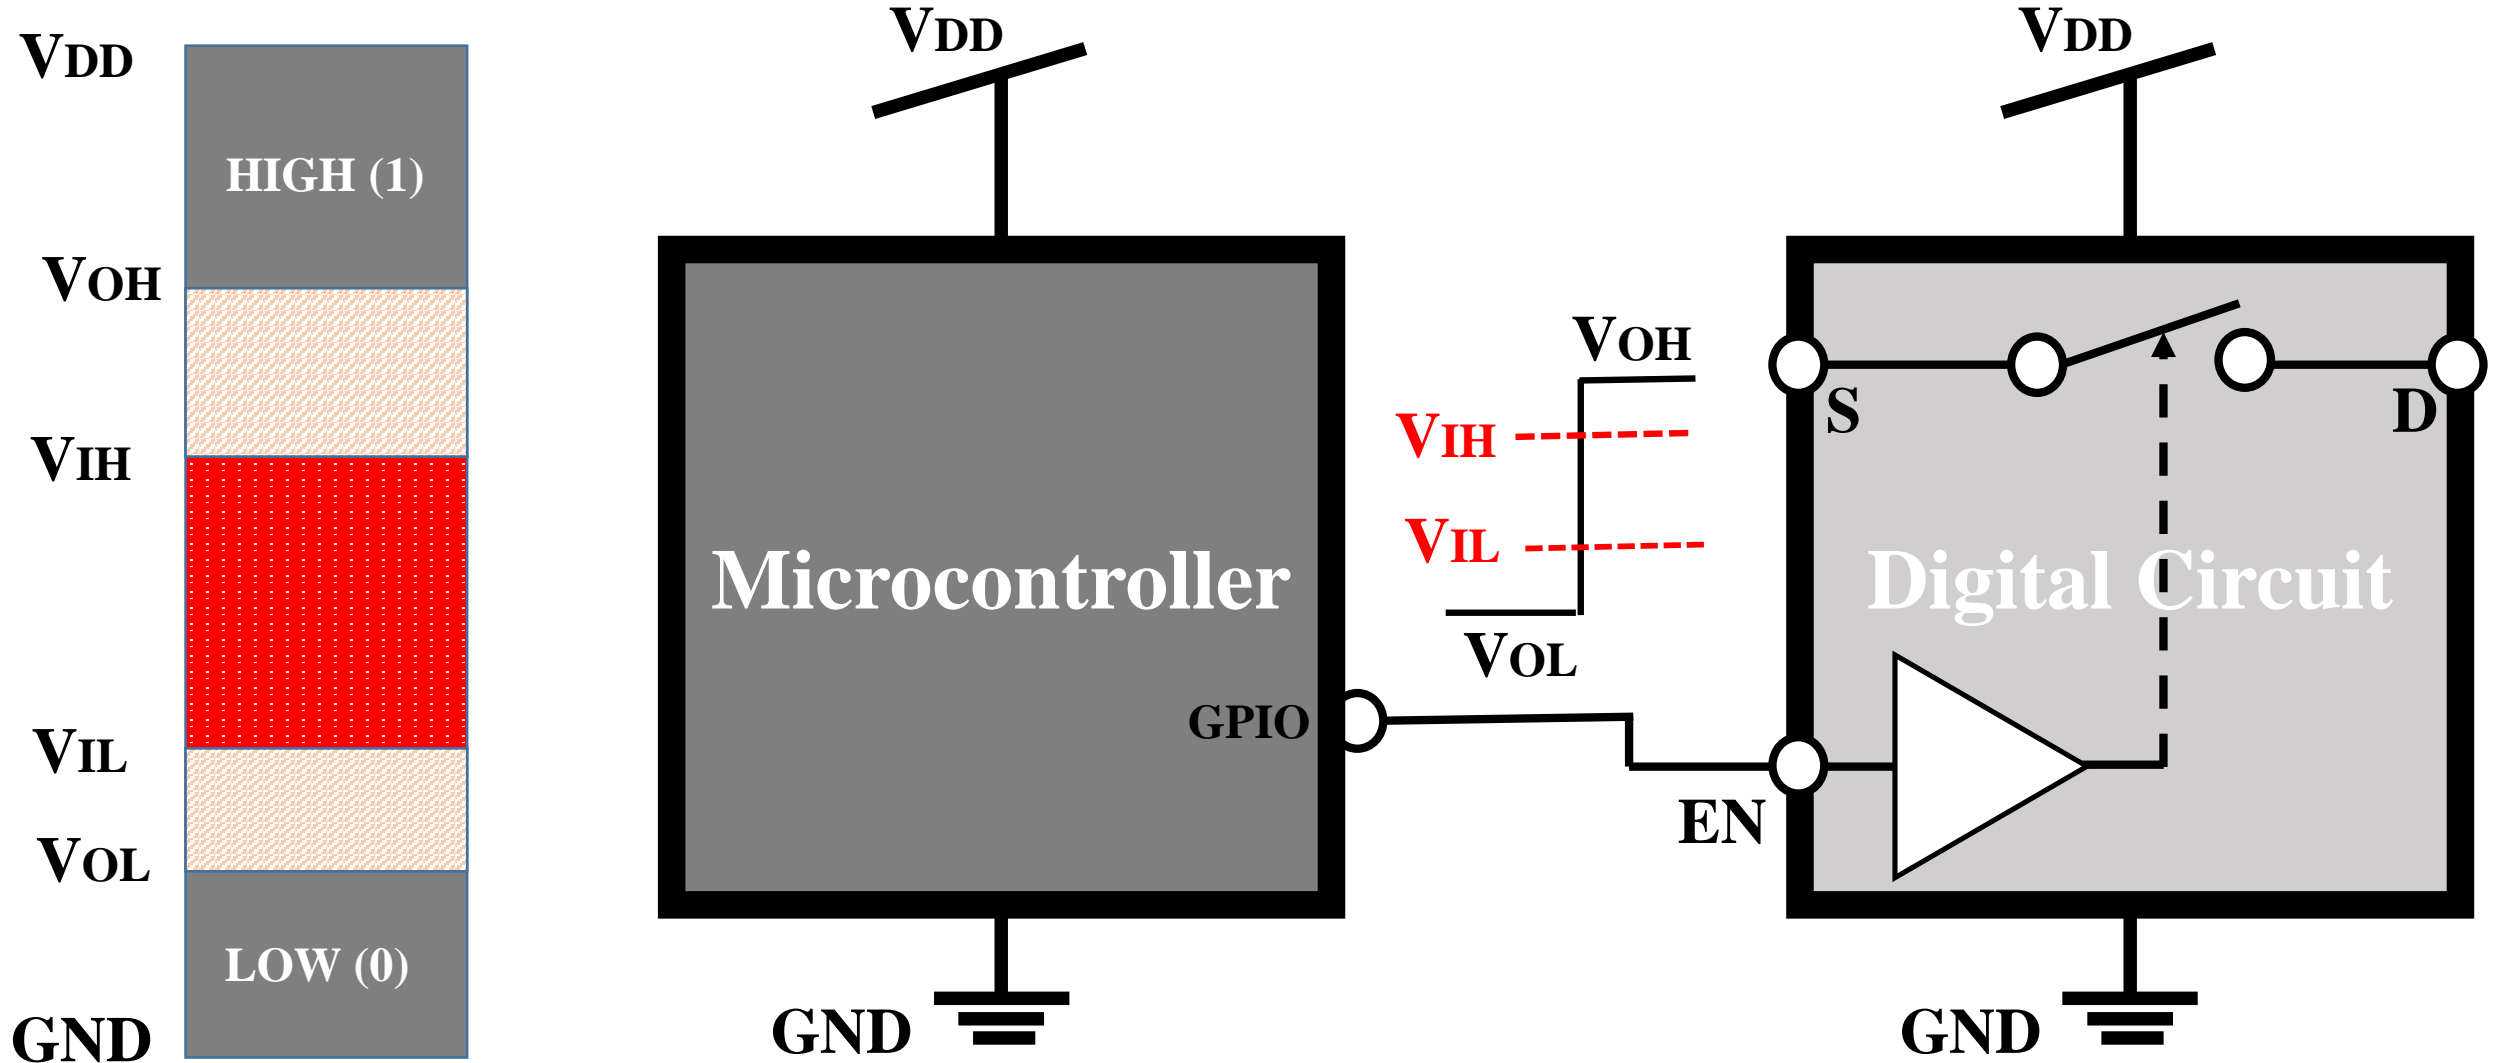 VDD
HIGH (1)
VOH
VIH
VIL
VOL
LOW (0)
GND
VDD
Microcontroller
GPIO
GND
VOH
VIH
VIL
VOL
VDD
S
D
Digital Circuit
EN
GND